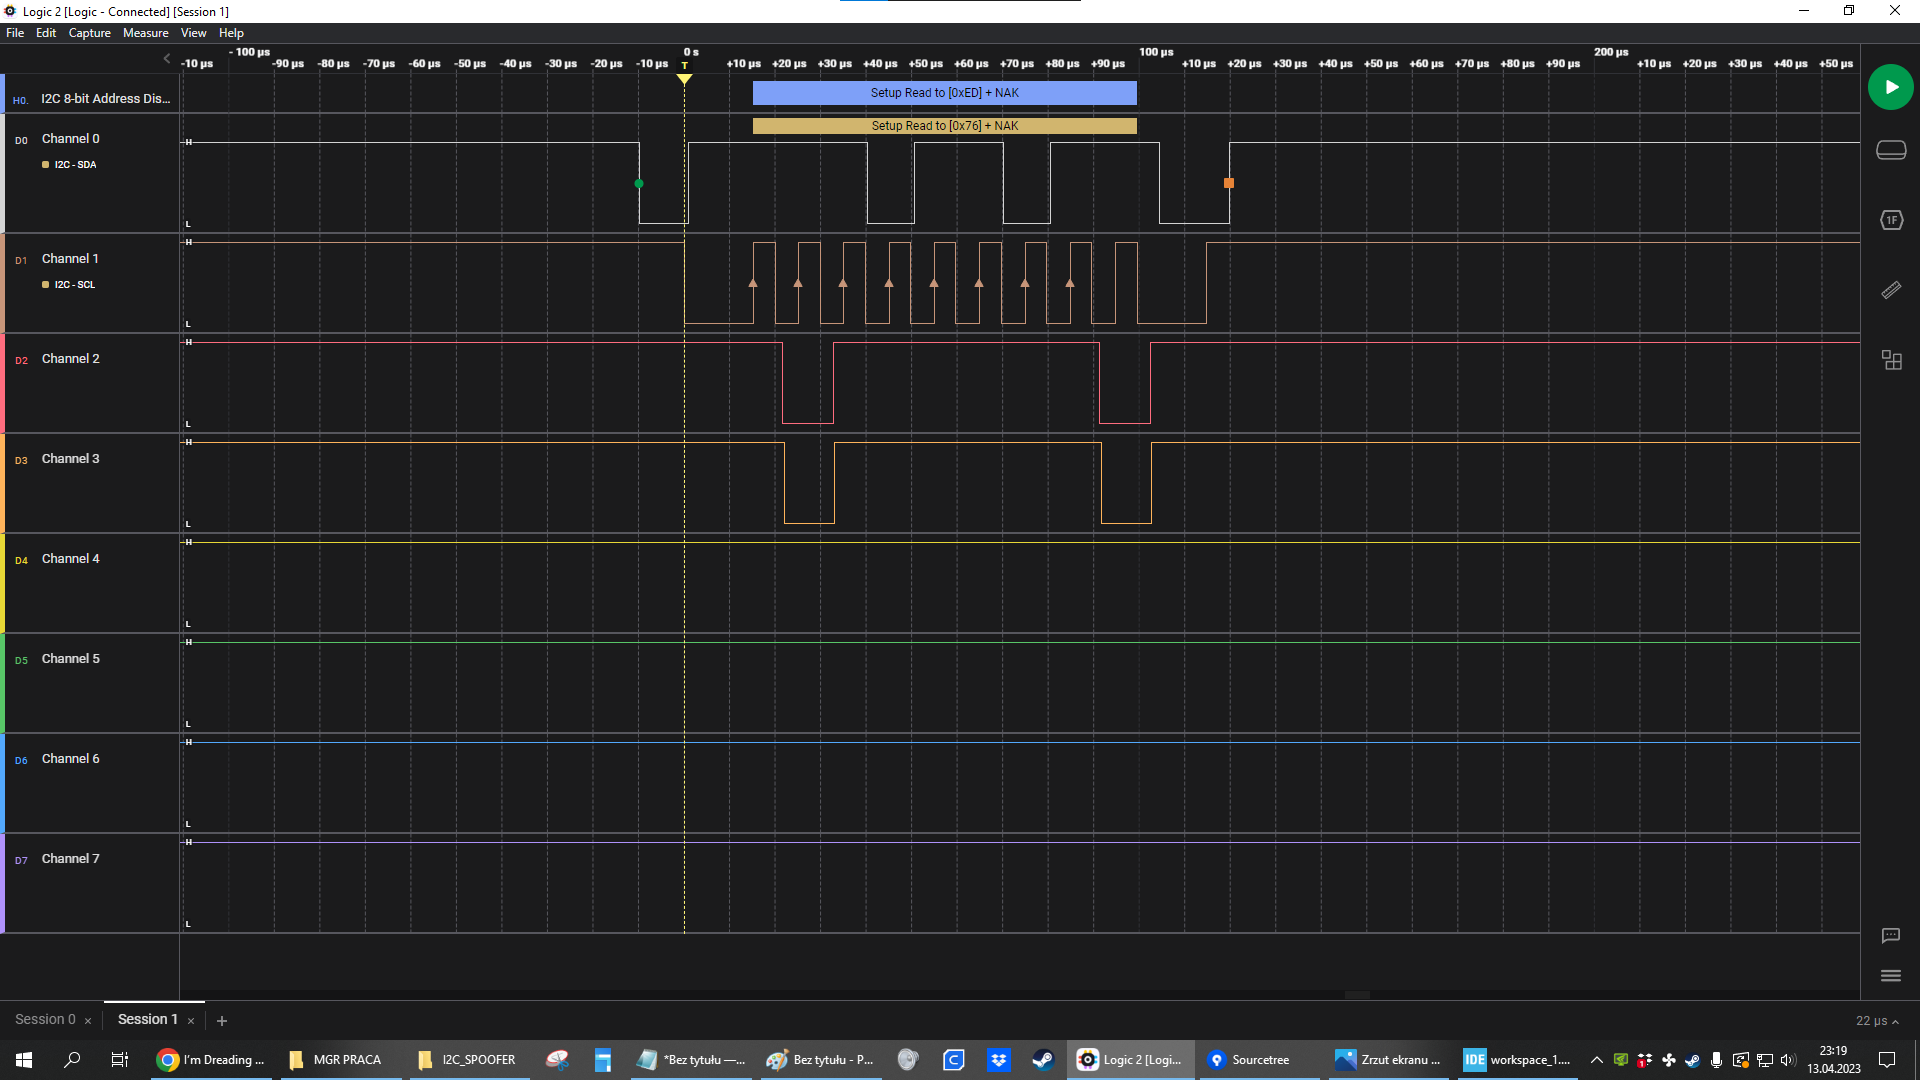 Logic 2 [Logic - Connected] [Session 1]
File Edit Capture Measure View Help
- 100 µs 0 s 100 µs 200 µs
-10 µs -90 µs -80 µs -70 µs -60 µs -50 µs -40 µs -30 µs -20 µs -10 µs T +10 µs +20 µs +30 µs +40 µs +50 µs +60 µs +70 µs +80 µs +90 µs +10 µs +20 µs +30 µs +40 µs +50 µs +60 µs +70 µs +80 µs +90 µs +10 µs +20 µs +30 µs +40 µs +50 µs
H0. I2C 8-bit Address Dis...
Setup Read to [0xED] + NAK
Setup Read to [0x76] + NAK
D0 Channel 0
I2C - SDA
H
L
D1 Channel 1
I2C - SCL
H
L
D2 Channel 2
H
L
D3 Channel 3
H
L
D4 Channel 4
H
L
D5 Channel 5
H
L
D6 Channel 6
H
L
D7 Channel 7
H
L
1F
Session 0 × Session 1 × +
22 µs
I'm Dreading ... MGR PRACA I2C_SPOOFER *Bez tytułu —... Bez tytułu - P... Logic 2 [Logi... Sourcetree Zrzut ekranu ... IDE workspace_1....
1
23:19
13.04.2023